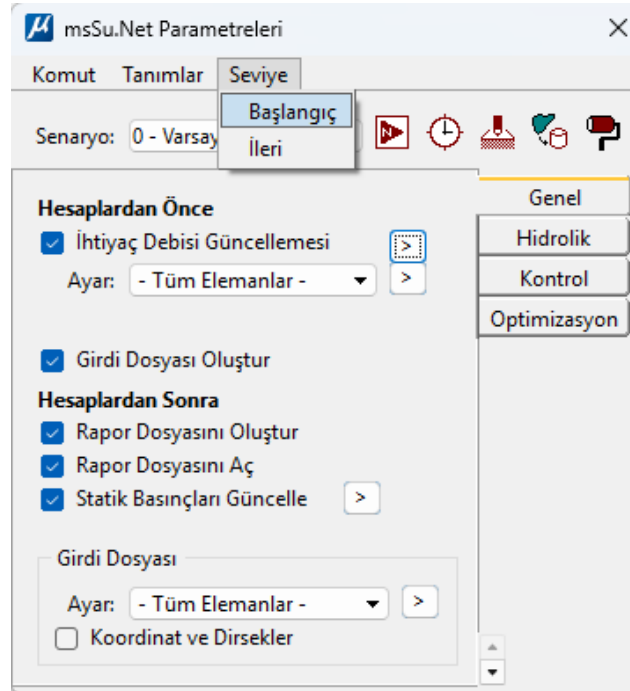 msSu.Net Parametreleri
Komut Tanımlar Seviye
Başlangıç
İleri
Senaryo: 0 - Varsay
Hesaplardan Önce
İhtiyaç Debisi Güncellemesi >
Ayar: - Tüm Elemanlar - >
Girdi Dosyası Oluştur
Hesaplardan Sonra
Rapor Dosyasını Oluştur
Rapor Dosyasını Aç
Statik Basınçları Güncelle >
Girdi Dosyası
Ayar: - Tüm Elemanlar - >
Koordinat ve Dirsekler
Genel
Hidrolik
Kontrol
Optimizasyon